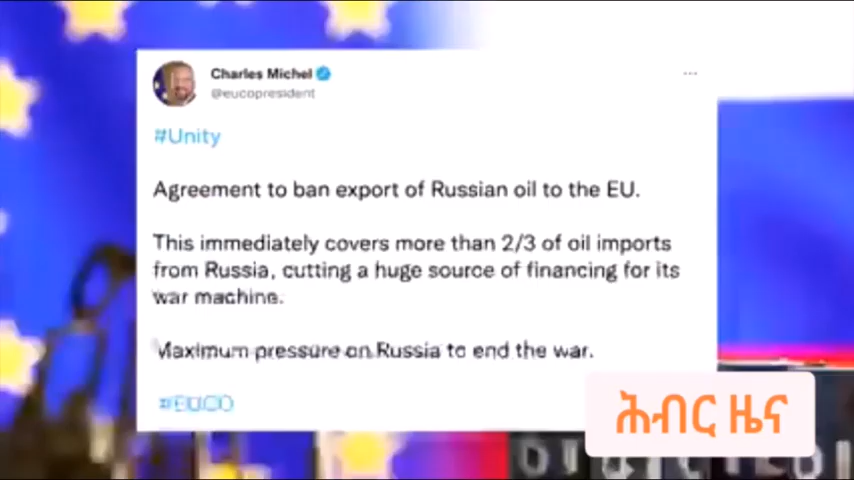 Charles Michel
@eucopresident
#Unity
Agreement to ban export of Russian oil to the EU.
This immediately covers more than 2/3 of oil imports
from Russia, cutting a huge source of financing for its
war machine.
Maximum pressure on Russia to end the war.
#EUCO
ሕብር ዜና